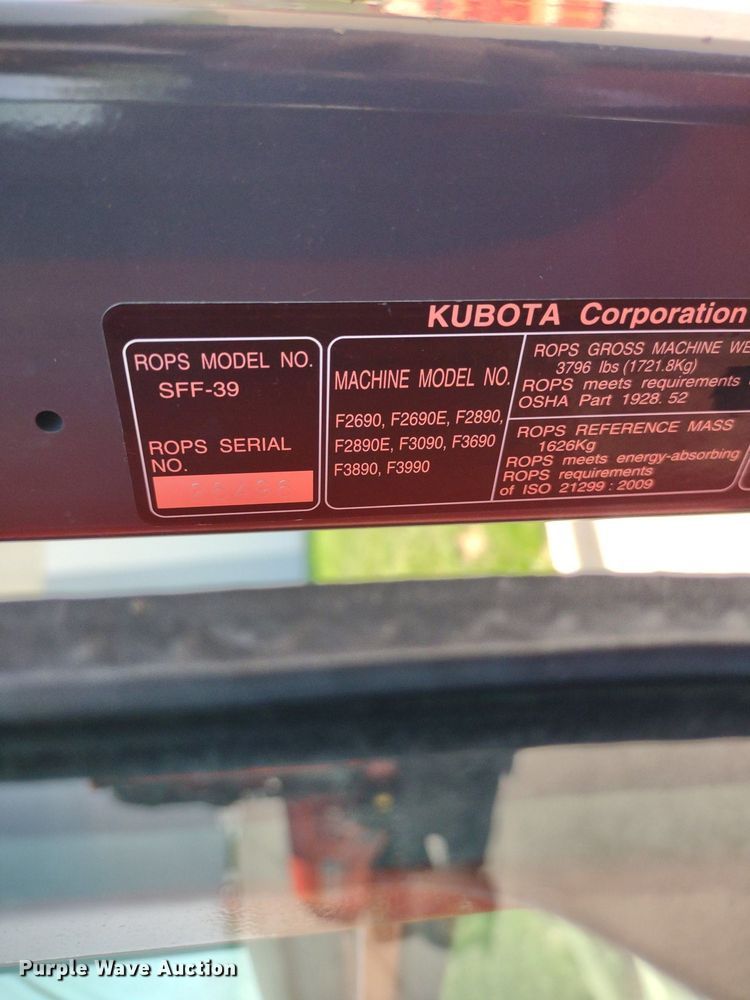 KUBOTA Corporation
ROPS MODEL NO.
SFF-39
ROPS SERIAL
NO.
MACHINE MODEL NO.
F2690, F2690E, F2890,
F2890E, F3090, F3690
F3890, F3990
ROPS GROSS MACHINE WE
3796 lbs (1721.8Kg)
ROPS meets requirements
OSHA Part 1928. 52
ROPS REFERENCE MASS
1626Kg
ROPS meets energy-absorbing
ROPS requirements
of ISO 21299 : 2009
Purple Wave Auction